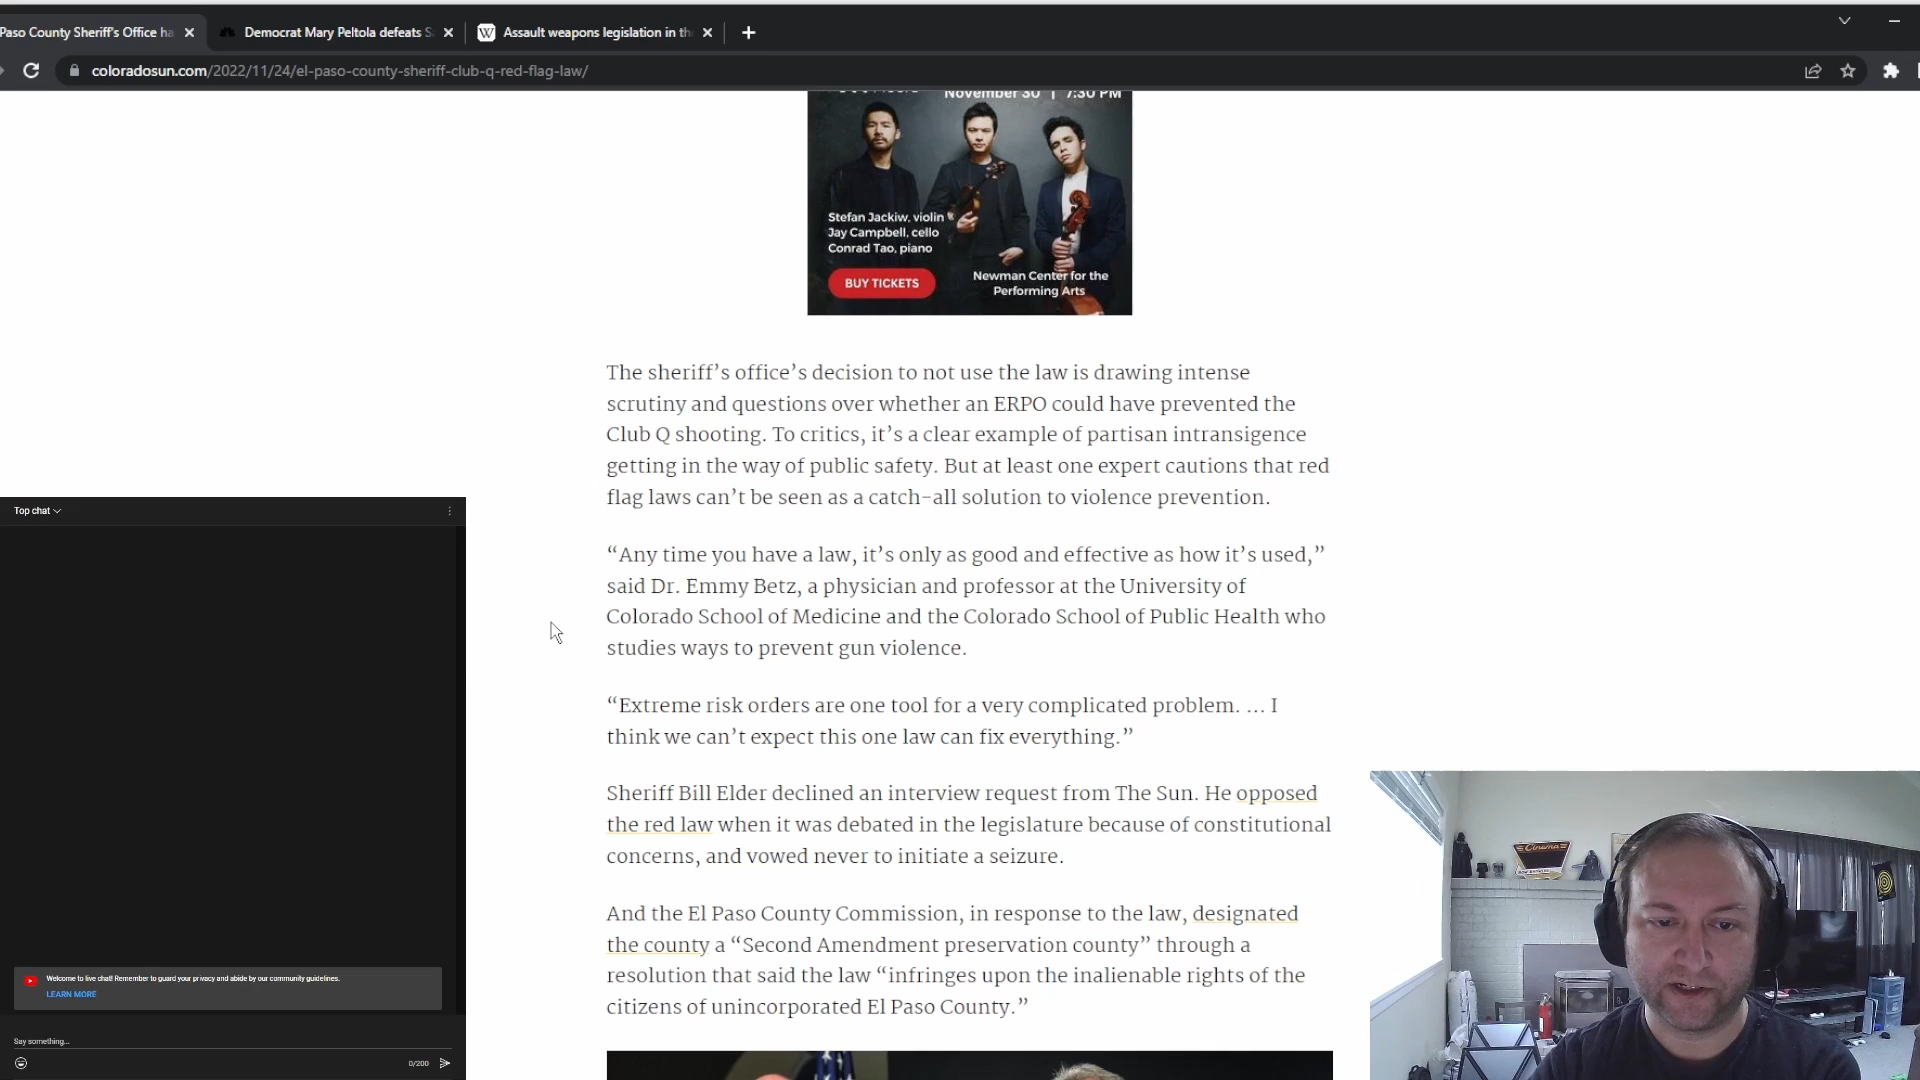 Paso County Sheriff's Office ha
Democrat Mary Peltola defeats S
W Assault weapons legislation in th
coloradosun.com/2022/11/24/el-paso-county-sheriff-club-q-red-flag-law/
November 30 | 7:30 PM
Stefan Jackiw, violin
Jay Campbell, cello
Conrad Tao, piano
BUY TICKETS
Newman Center for the
Performing Arts
The sheriff’s office’s decision to not use the law is drawing intense
scrutiny and questions over whether an ERPO could have prevented the
Club Q shooting. To critics, it’s a clear example of partisan intransigence
getting in the way of public safety. But at least one expert cautions that red
flag laws can’t be seen as a catch-all solution to violence prevention.
“Any time you have a law, it’s only as good and effective as how it’s used,”
said Dr. Emmy Betz, a physician and professor at the University of
Colorado School of Medicine and the Colorado School of Public Health who
studies ways to prevent gun violence.
“Extreme risk orders are one tool for a very complicated problem. … I
think we can’t expect this one law can fix everything.”
Sheriff Bill Elder declined an interview request from The Sun. He opposed
the red law when it was debated in the legislature because of constitutional
concerns, and vowed never to initiate a seizure.
And the El Paso County Commission, in response to the law, designated
the county a “Second Amendment preservation county” through a
resolution that said the law “infringes upon the inalienable rights of the
citizens of unincorporated El Paso County.”
Top chat
Welcome to live chat! Remember to guard your privacy and abide by our community guidelines.
LEARN MORE
Say something...
0/200
Cinema